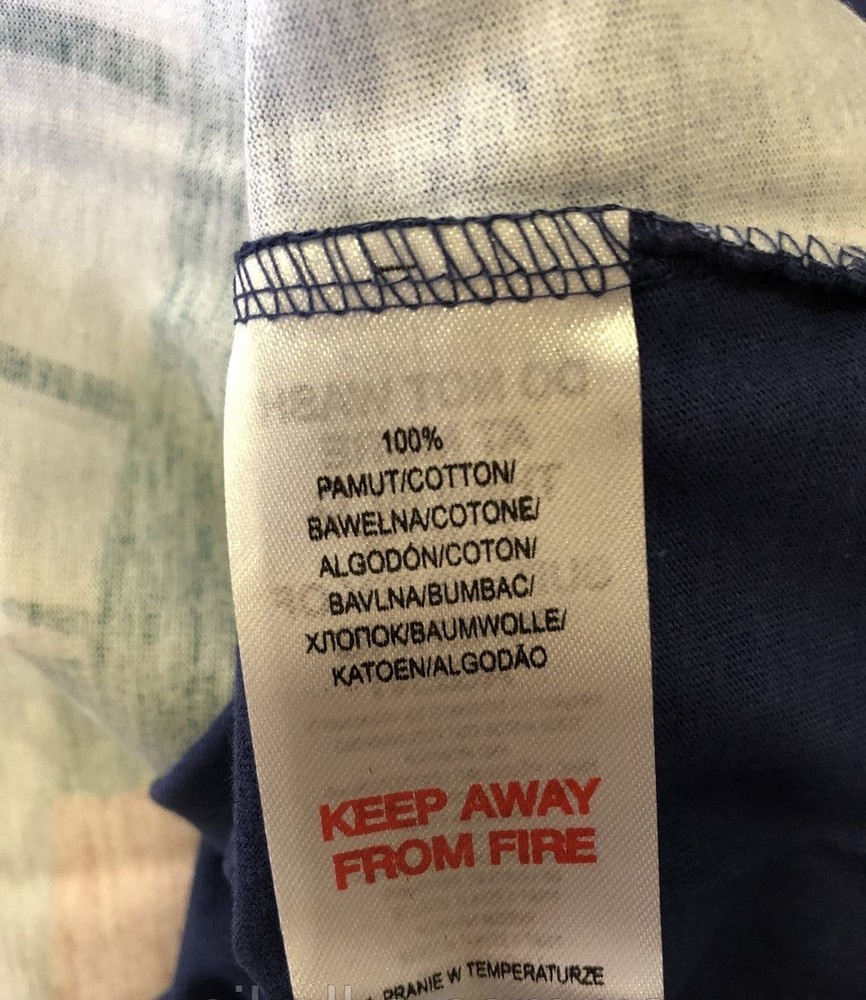 100%
PAMUT/COTTON/
BAWEŁNA/COTONE/
ALGODÓN/COTON/
BAVLNA/BUMBAC/
ХЛОПОК/BAUMWOLLE/
KATOEN/ALGODÃO
KEEP AWAY
FROM FIRE
PRANIE W TEMPERATURZE